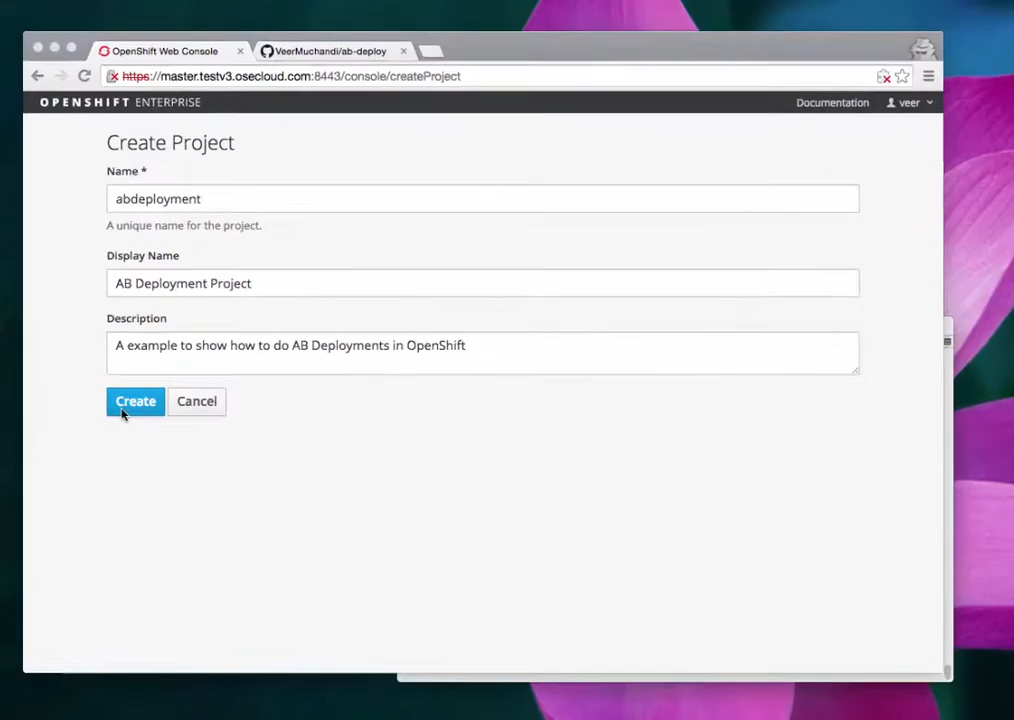 OpenShift Web Console
VeerMuchandi/ab-deploy
https://master.testv3.osecloud.com:8443/console/createProject
OPENSHIFT ENTERPRISE
Documentation
veer
Create Project
Name *
abdeployment
A unique name for the project.
Display Name
AB Deployment Project
Description
A example to show how to do AB Deployments in OpenShift
Create
Cancel